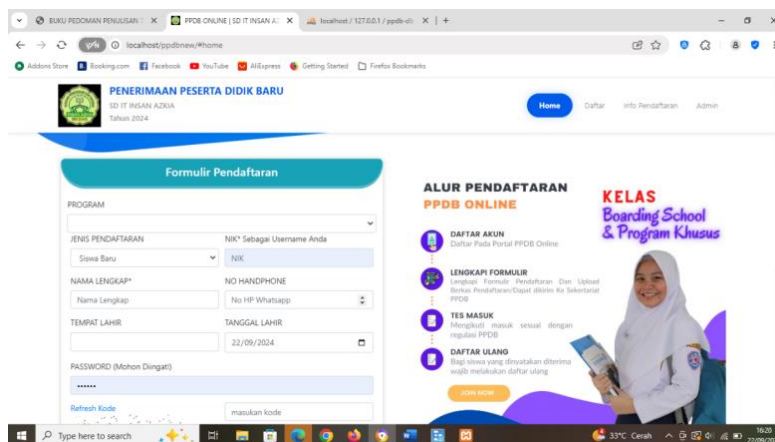 BUKU PEDOMAN PENULISAN
PPDB ONLINE | SD IT INSAN A
localhost / 127.0.0.1 / ppdb-sd
localhost/ppdbnew/#home
Addons Store
Booking.com
Facebook
YouTube
AliExpress
Getting Started
Firefox Bookmarks
PENERIMAAN PESERTA DIDIK BARU
SD IT INSAN AZKIA
Tahun 2024
Home
Daftar
Info Pendaftaran
Admin
Formulir Pendaftaran
PROGRAM
JENIS PENDAFTARAN
NIK* Sebagai Username Anda
Siswa Baru
NIK
NAMA LENGKAP*
NO HANDPHONE
Nama Lengkap
No HP Whatsapp
TEMPAT LAHIR
TANGGAL LAHIR
22/09/2024
PASSWORD (Mohon Diingat!)
••••••
Refresh Kode
masukan kode
ALUR PENDAFTARAN
PPDB ONLINE
DAFTAR AKUN
Daftar Pada Portal PPDB Online
LENGKAPI FORMULIR
Lengkapi Formulir Pendaftaran Dan Upload
Berkas Pendaftaran/Dajat dikirim Ke Sekertariat
PPDB
TES MASUK
Mengikuti masuk sesuai dengan
regulasi PPDB
DAFTAR ULANG
Bagi siswa yang dinyatakan diterima
wajib melakukan daftar ulang
JOIN NOW
KELAS
Boarding School
& Program Khusus
Type here to search
33°C Cerah
16:20